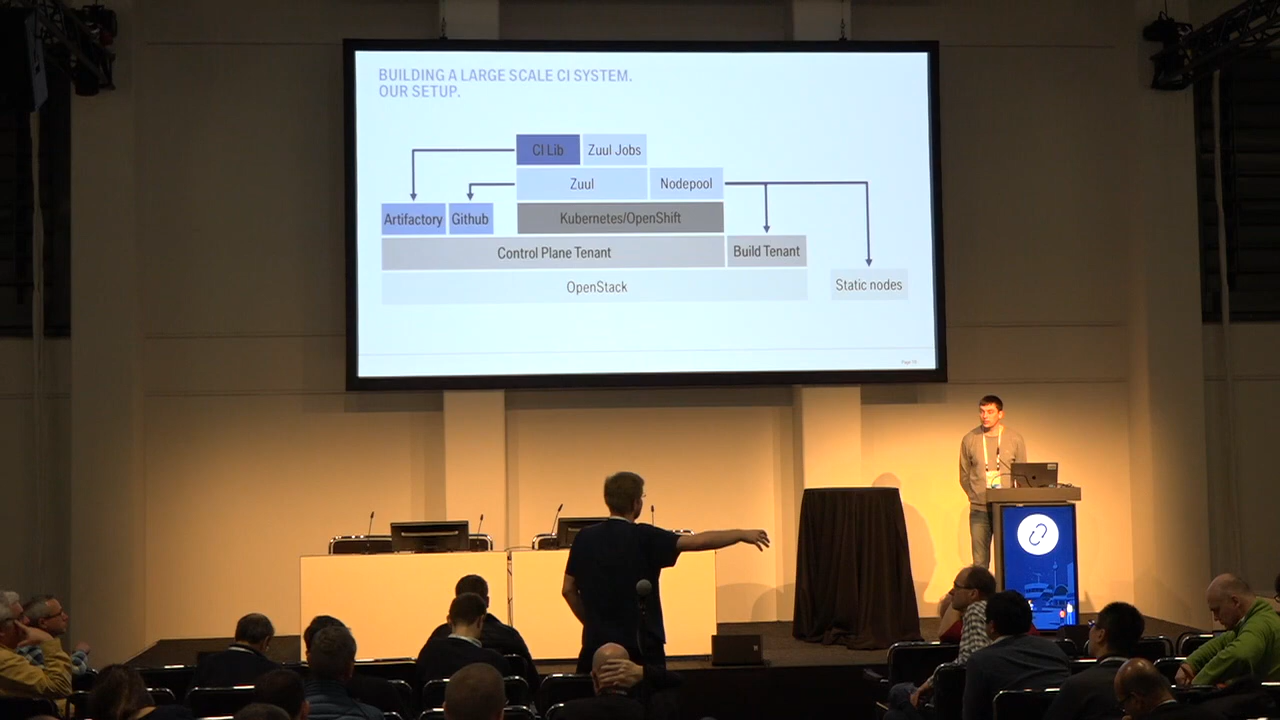 BUILDING A LARGE SCALE CI SYSTEM.
OUR SETUP.
CI Lib
Zuul Jobs
Zuul
Nodepool
Artifactory
Github
Kubernetes/OpenShift
Control Plane Tenant
Build Tenant
OpenStack
Static nodes